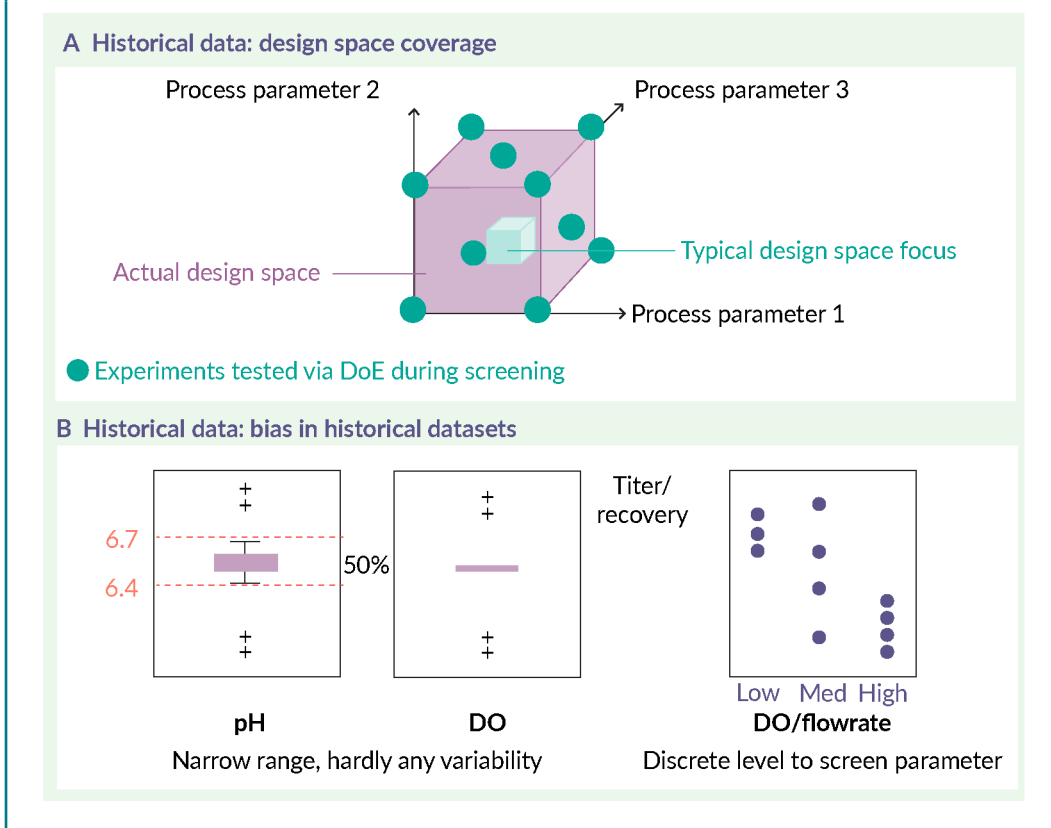 A Historical data: design space coverage
Process parameter 2
Process parameter 3
Actual design space
Typical design space focus
Process parameter 1
Experiments tested via DoE during screening
B Historical data: bias in historical datasets
6.7
6.4
50%
Titer/
recovery
Low Med High
pH
DO
DO/flowrate
Narrow range, hardly any variability
Discrete level to screen parameter